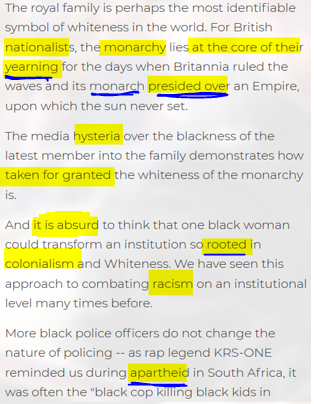 The royal family is perhaps the most identifiable
symbol of whiteness in the world. For British
nationalists, the monarchy lies at the core of their
yearning for the days when Britannia ruled the
waves and its monarch presided over an Empire,
upon which the sun never set.
The media hysteria over the blackness of the
latest member into the family demonstrates how
taken for granted the whiteness of the monarchy
is.
And it is absurd to think that one black woman
could transform an institution so rooted in
colonialism and Whiteness. We have seen this
approach to combating racism on an institutional
level many times before.
More black police officers do not change the
nature of policing -- as rap legend KRS-ONE
reminded us during apartheid in South Africa, it
was often the "black cop killing black kids in